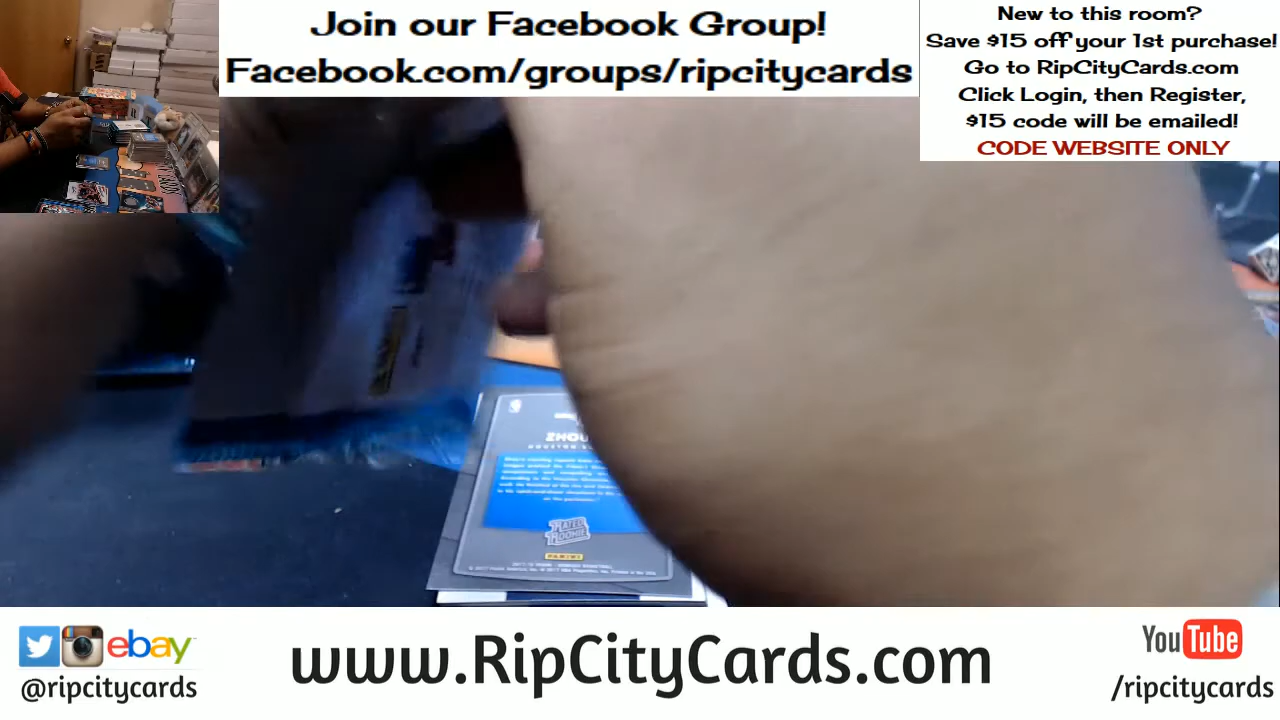 Join our Facebook Group!
Facebook.com/groups/ripcitycards
New to this room?
Save $15 off your 1st purchase!
Go to RipCityCards.com
Click Login, then Register,
$15 code will be emailed!
CODE WEBSITE ONLY
RATED
ROOKIE
PANINI
ebay
@ripcitycards
www.RipCityCards.com
YouTube
/ripcitycards